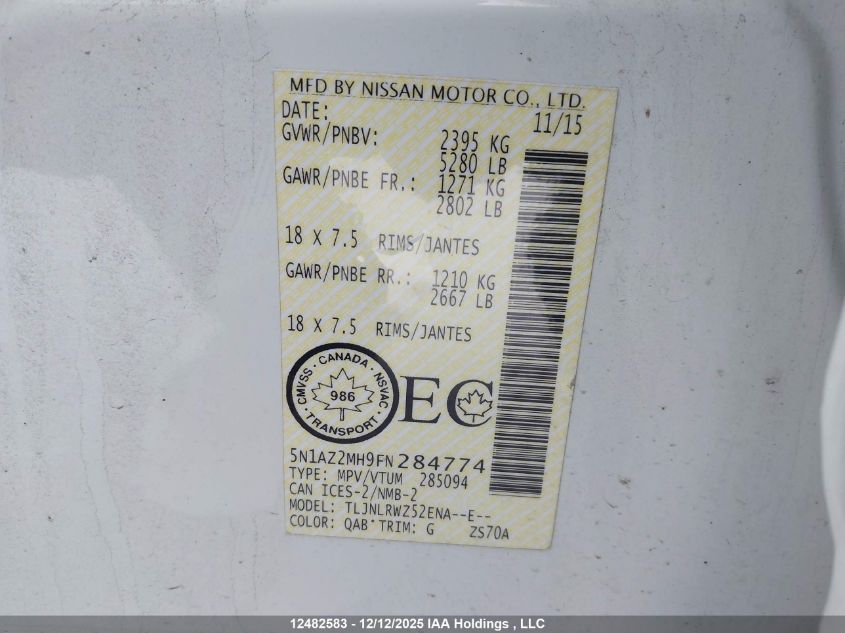 MFD BY NISSAN MOTOR CO., LTD.
DATE: 11/15
GVWR/PNBV: 2395 KG
5280 LB
GAWR/PNBE FR.: 1271 KG
2802 LB
18 X 7.5 RIMS/JANTES
GAWR/PNBE RR.: 1210 KG
2667 LB
18 X 7.5 RIMS/JANTES
CMVSS · CANADA · NSVAC · TRANSPORT ·
986
EC
5N1AZ2MH9FN284774
TYPE: MPV/VTUM 285094
CAN ICES-2/NMB-2
MODEL: TLJNLRWZ52ENA--E--
COLOR: QAB TRIM: G ZS70A
12482583 - 12/12/2025 IAA Holdings , LLC